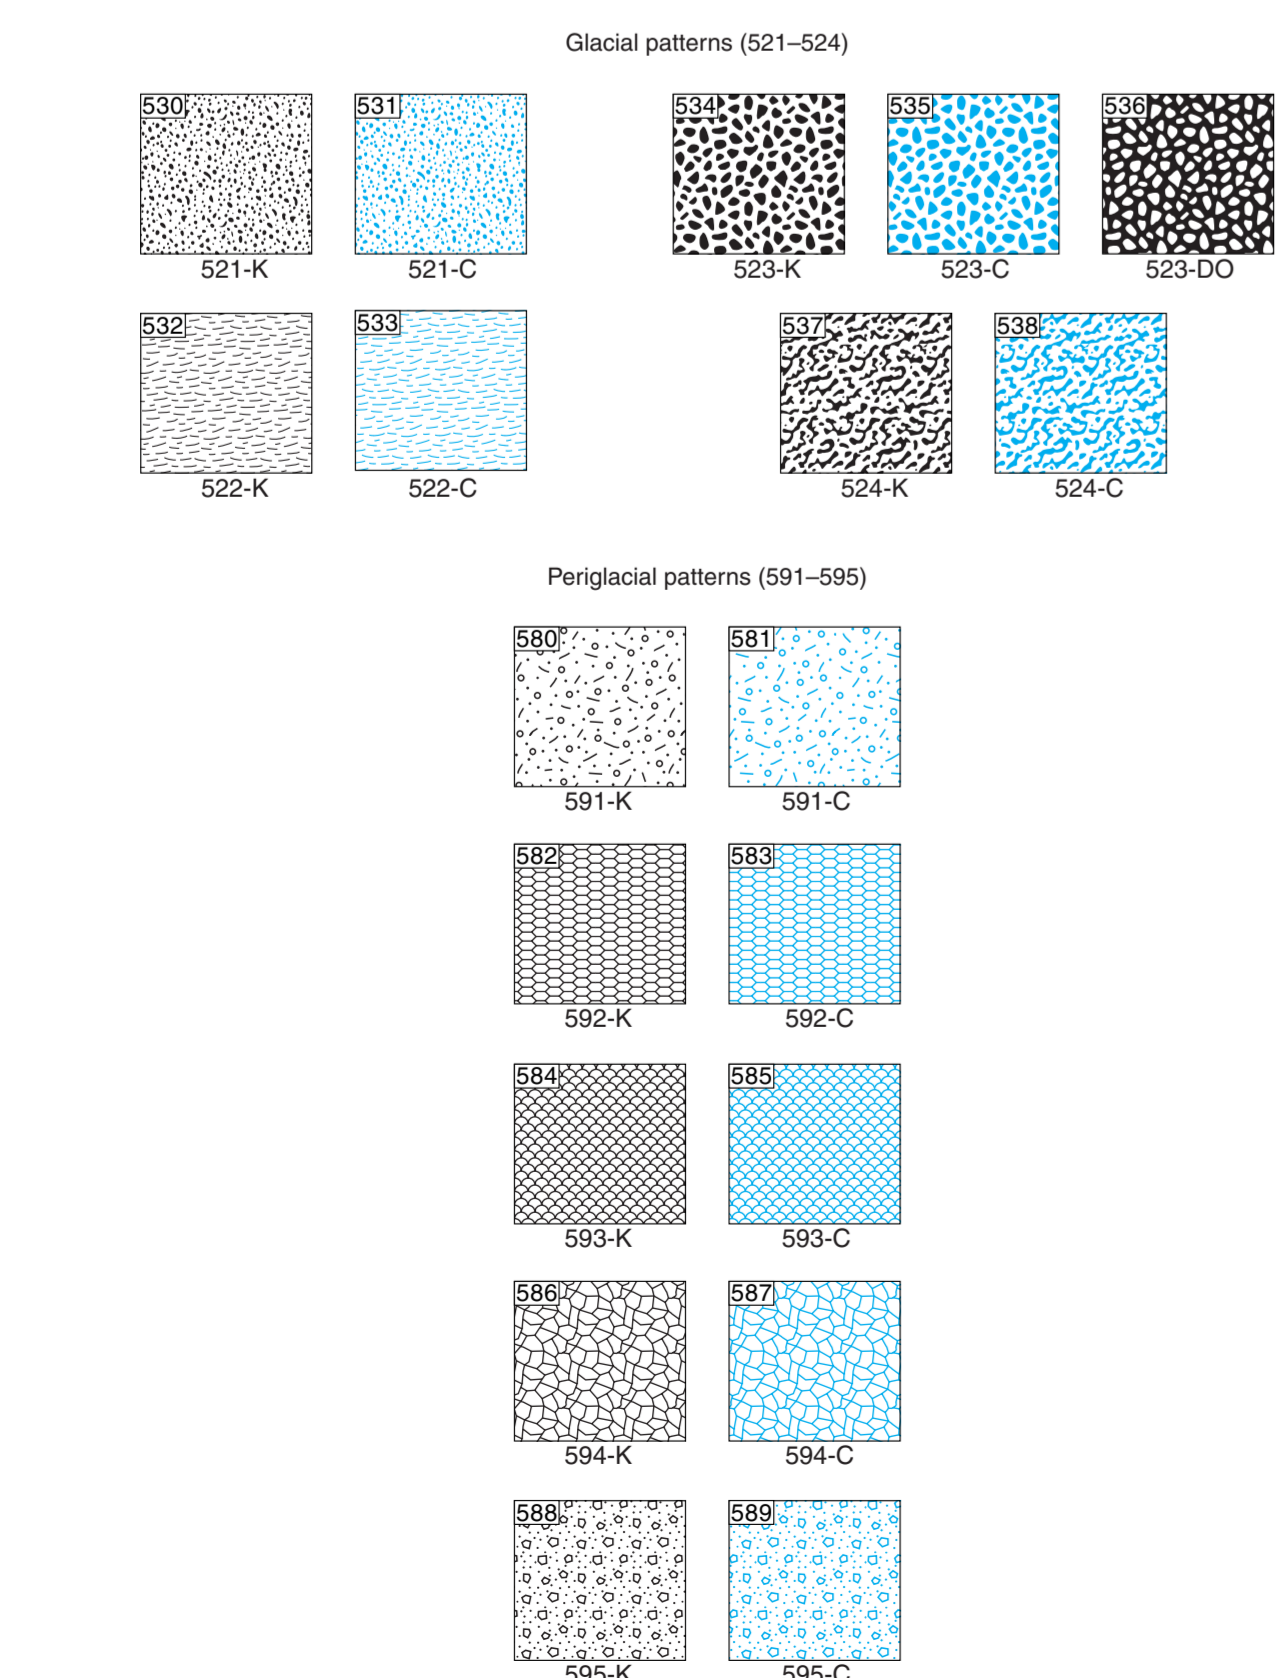 Glacial patterns (521–524)
530 531 534 535 536
521-K 521-C 523-K 523-C 523-DO
532 533 537 538
522-K 522-C 524-K 524-C
Periglacial patterns (591–595)
580 581
591-K 591-C
582 583
592-K 592-C
584 585
593-K 593-C
586 587
594-K 594-C
588 589
595-K 595-C